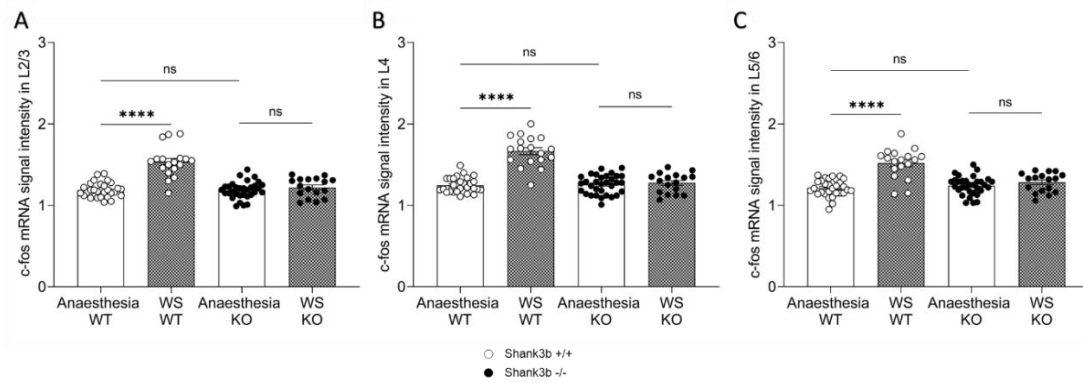 A
c-fos mRNA signal intensity in L2/3
3
2
1
0
ns
****
ns
Anaesthesia
WT
WS
WT
Anaesthesia
KO
WS
KO
B
c-fos mRNA signal intensity in L4
3
2
1
0
ns
****
ns
Anaesthesia
WT
WS
WT
Anaesthesia
KO
WS
KO
C
c-fos mRNA signal intensity in L5/6
3
2
1
0
ns
****
ns
Anaesthesia
WT
WS
WT
Anaesthesia
KO
WS
KO
Shank3b +/+
Shank3b -/-